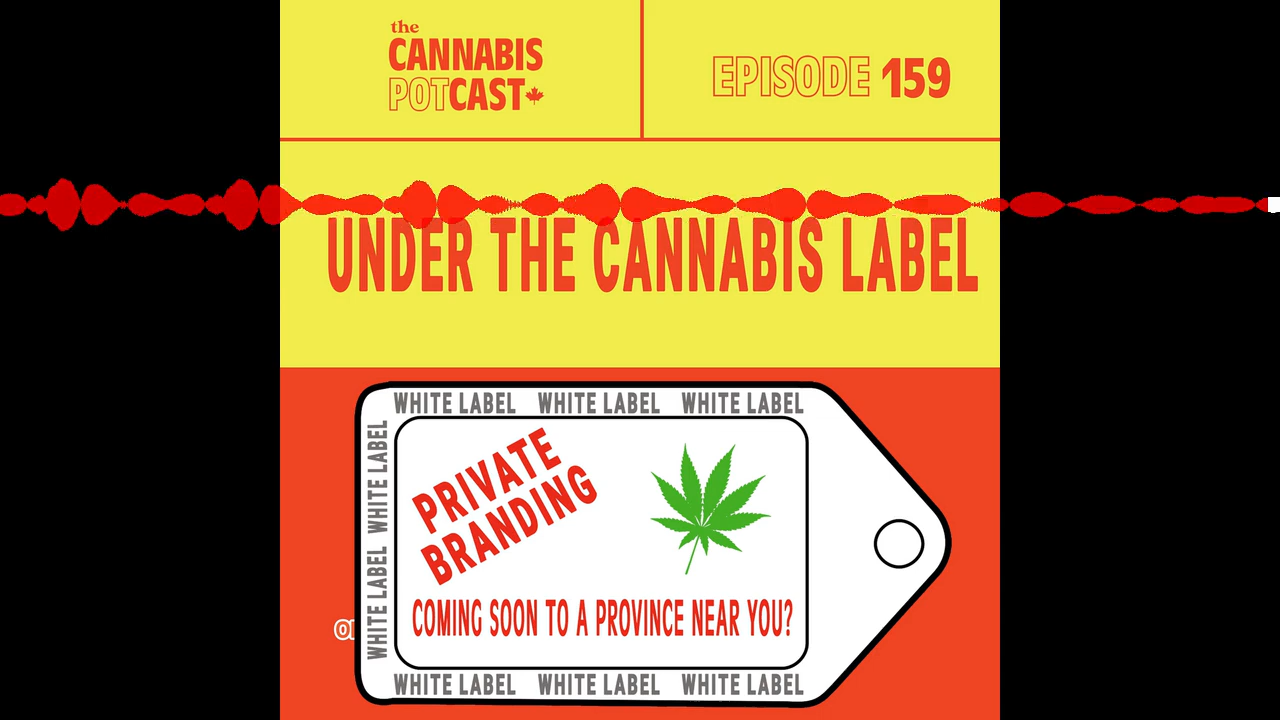 the
CANNABIS
POTCAST
EPISODE 159
UNDER THE CANNABIS LABEL
WHITE LABEL WHITE LABEL WHITE LABEL
WHITE LABEL WHITE LABEL
PRIVATE
BRANDING
COMING SOON TO A PROVINCE NEAR YOU?
WHITE LABEL WHITE LABEL WHITE LABEL